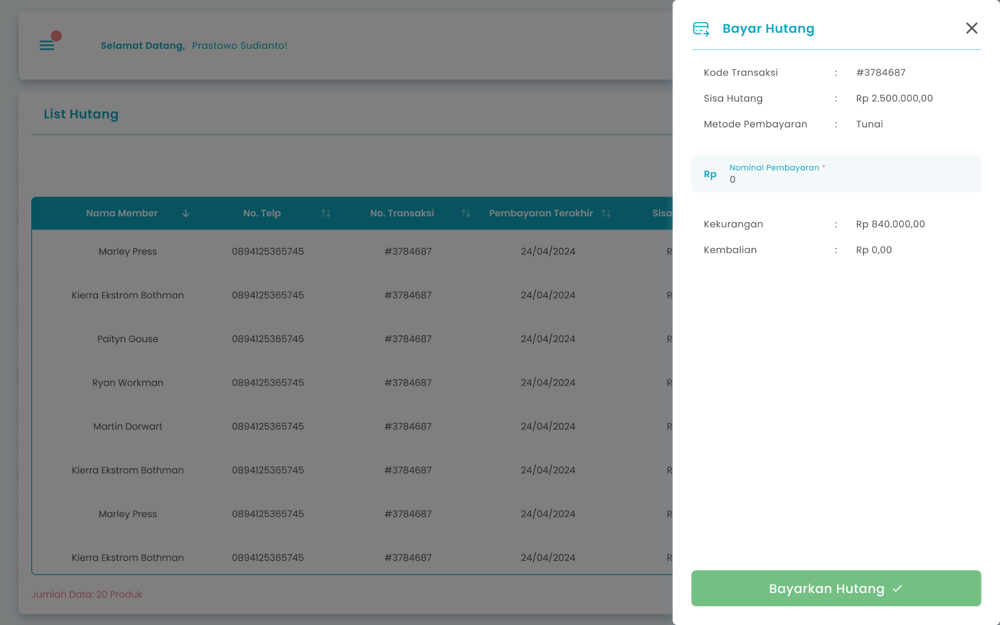 Selamat Datang, Prastowo Sudianto!
List Hutang
Nama Member No. Telp No. Transaksi Pembayaran Terakhir Sisa
Marley Press 0894125365745 #3784687 24/04/2024 R
Kierra Ekstrom Bothman 0894125365745 #3784687 24/04/2024 R
Paityn Gouse 0894125365745 #3784687 24/04/2024 R
Ryan Workman 0894125365745 #3784687 24/04/2024 R
Martin Dorwart 0894125365745 #3784687 24/04/2024 R
Kierra Ekstrom Bothman 0894125365745 #3784687 24/04/2024 R
Marley Press 0894125365745 #3784687 24/04/2024 R
Kierra Ekstrom Bothman 0894125365745 #3784687 24/04/2024 R
Jumlah Data: 20 Produk
Bayar Hutang
Kode Transaksi : #3784687
Sisa Hutang : Rp 2.500.000,00
Metode Pembayaran : Tunai
Nominal Pembayaran *
Rp 0
Kekurangan : Rp 840.000,00
Kembalian : Rp 0,00
Bayarkan Hutang